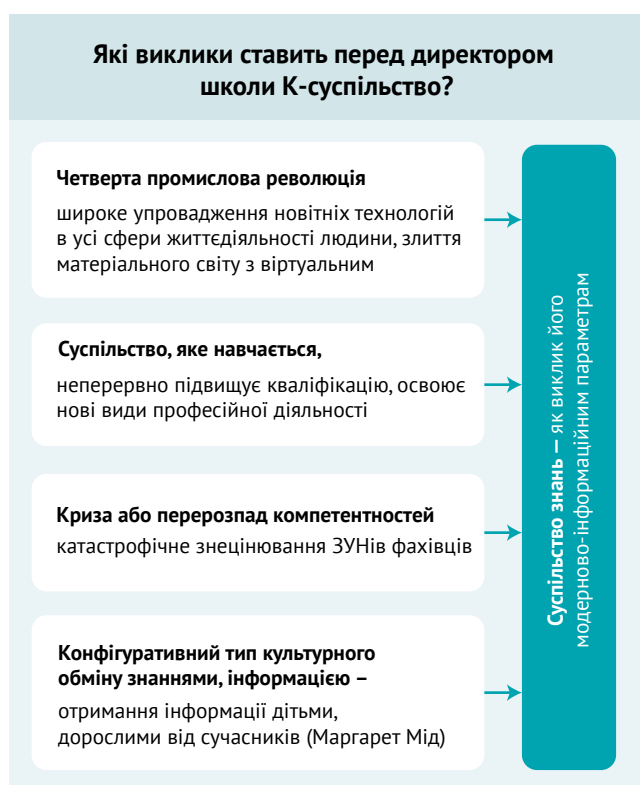 Які виклики ставить перед директором
школи К-суспільство?
Четверта промислова революція
широке упровадження новітніх технологій
в усі сфери життєдіяльності людини, злиття
матеріального світу з віртуальним
Суспільство, яке навчається,
неперервно підвищує кваліфікацію, освоює
нові види професійної діяльності
Криза або перерозпад компетентностей
катастрофічне знецінювання ЗУНів фахівців
Конфігуративний тип культурного
обміну знаннями, інформацією –
отримання інформації дітьми,
дорослими від сучасників (Маргарет Мід)
Суспільство знань — як виклик його
модерново-інформаційним параметрам